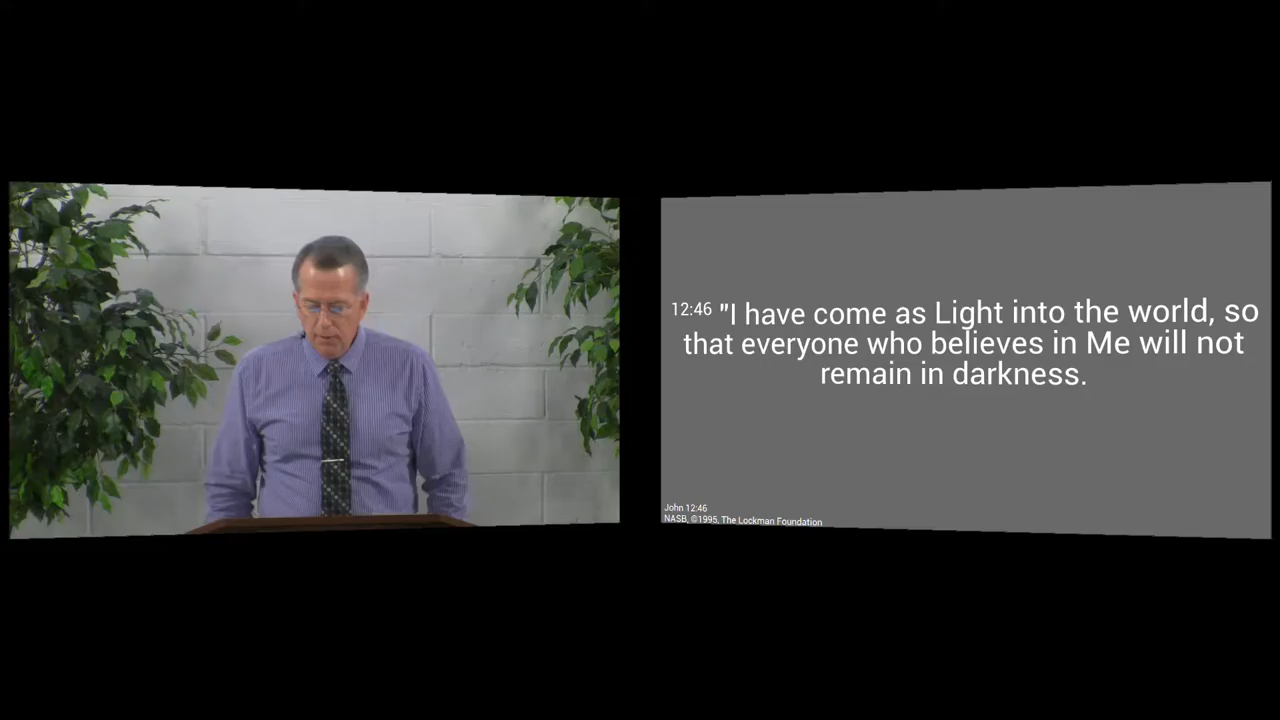 12:46 "I have come as Light into the world, so
that everyone who believes in Me will not
remain in darkness.
John 12:46
NASB, ©1995, The Lockman Foundation